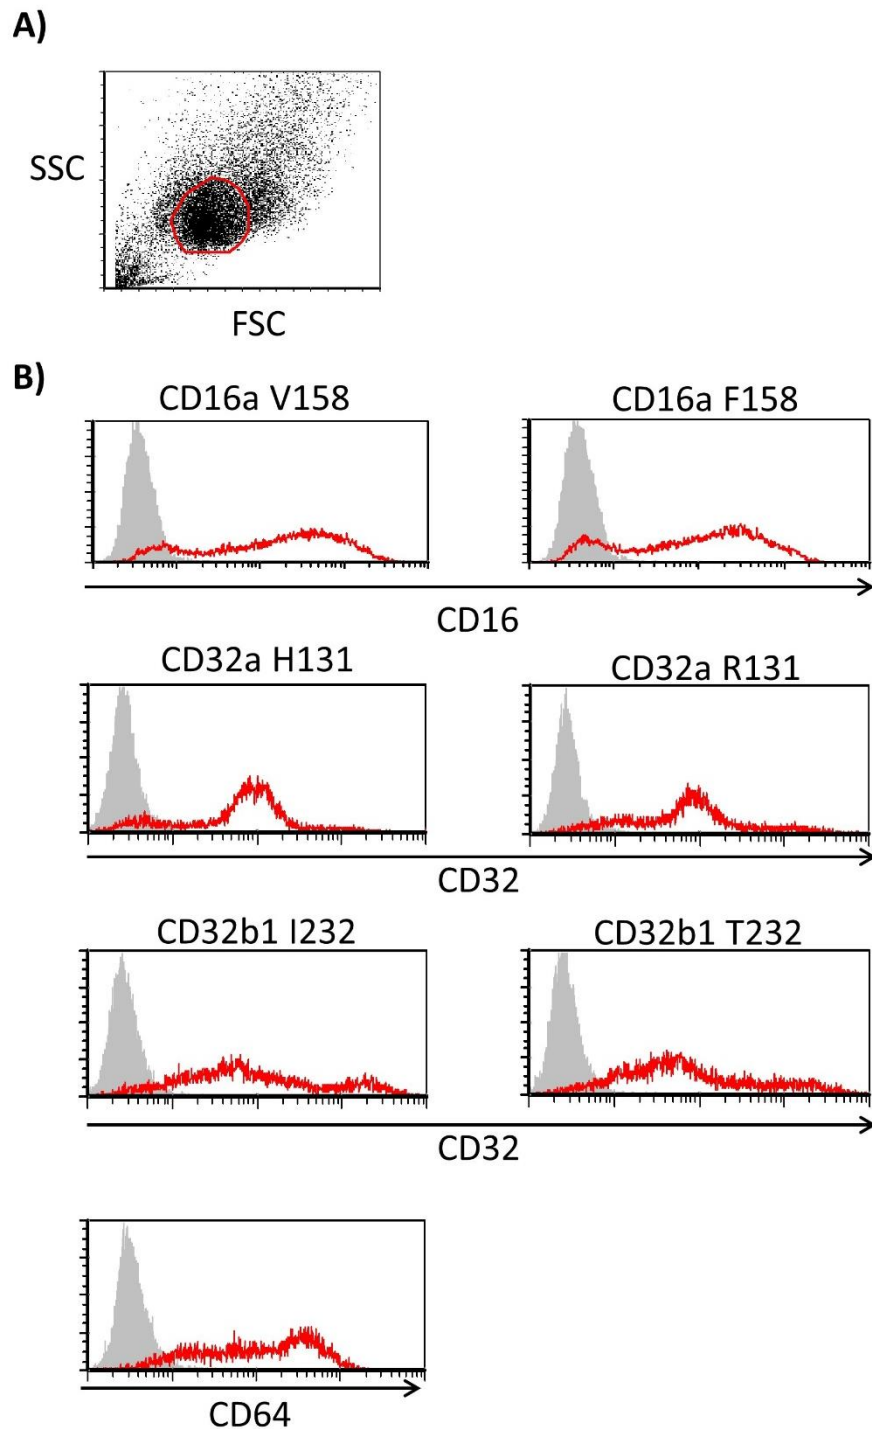 A)
SSC
FSC
B)
CD16a V158
CD16a F158
CD16
CD32a H131
CD32a R131
CD32
CD32b1 I232
CD32b1 T232
CD32
CD64